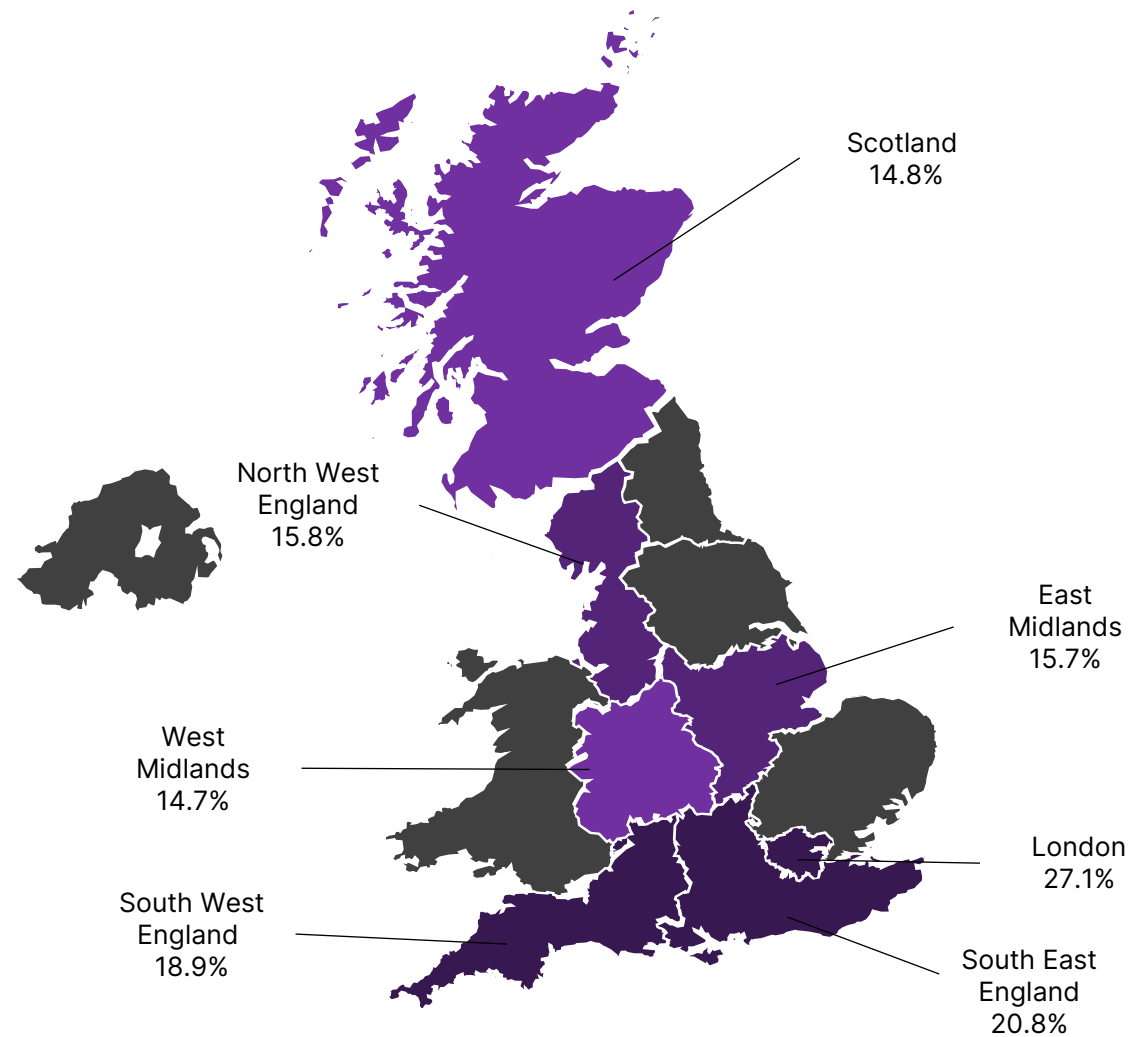 Scotland
14.8%
North West
England
15.8%
East
Midlands
15.7%
West
Midlands
14.7%
London
27.1%
South West
England
18.9%
South East
England
20.8%